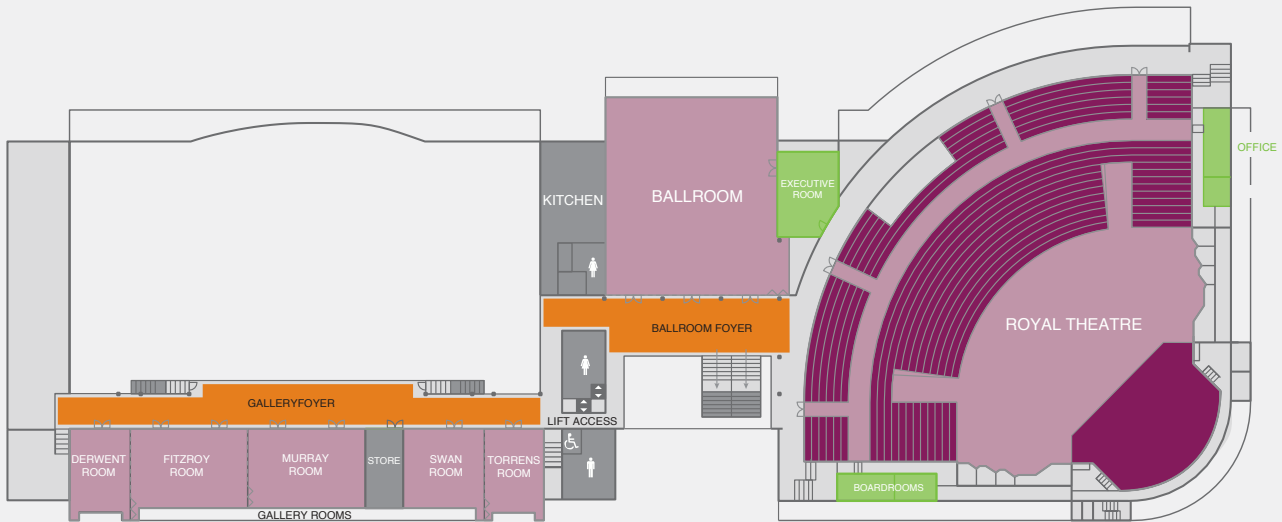 OFFICE
EXECUTIVE
ROOM
KITCHEN
BALLROOM
BALLROOM FOYER
ROYAL THEATRE
GALLERYFOYER
LIFT ACCESS
DERWENT
ROOM
FITZROY
ROOM
MURRAY
ROOM
STORE
SWAN
ROOM
TORRENS
ROOM
BOARDROOMS
GALLERY ROOMS